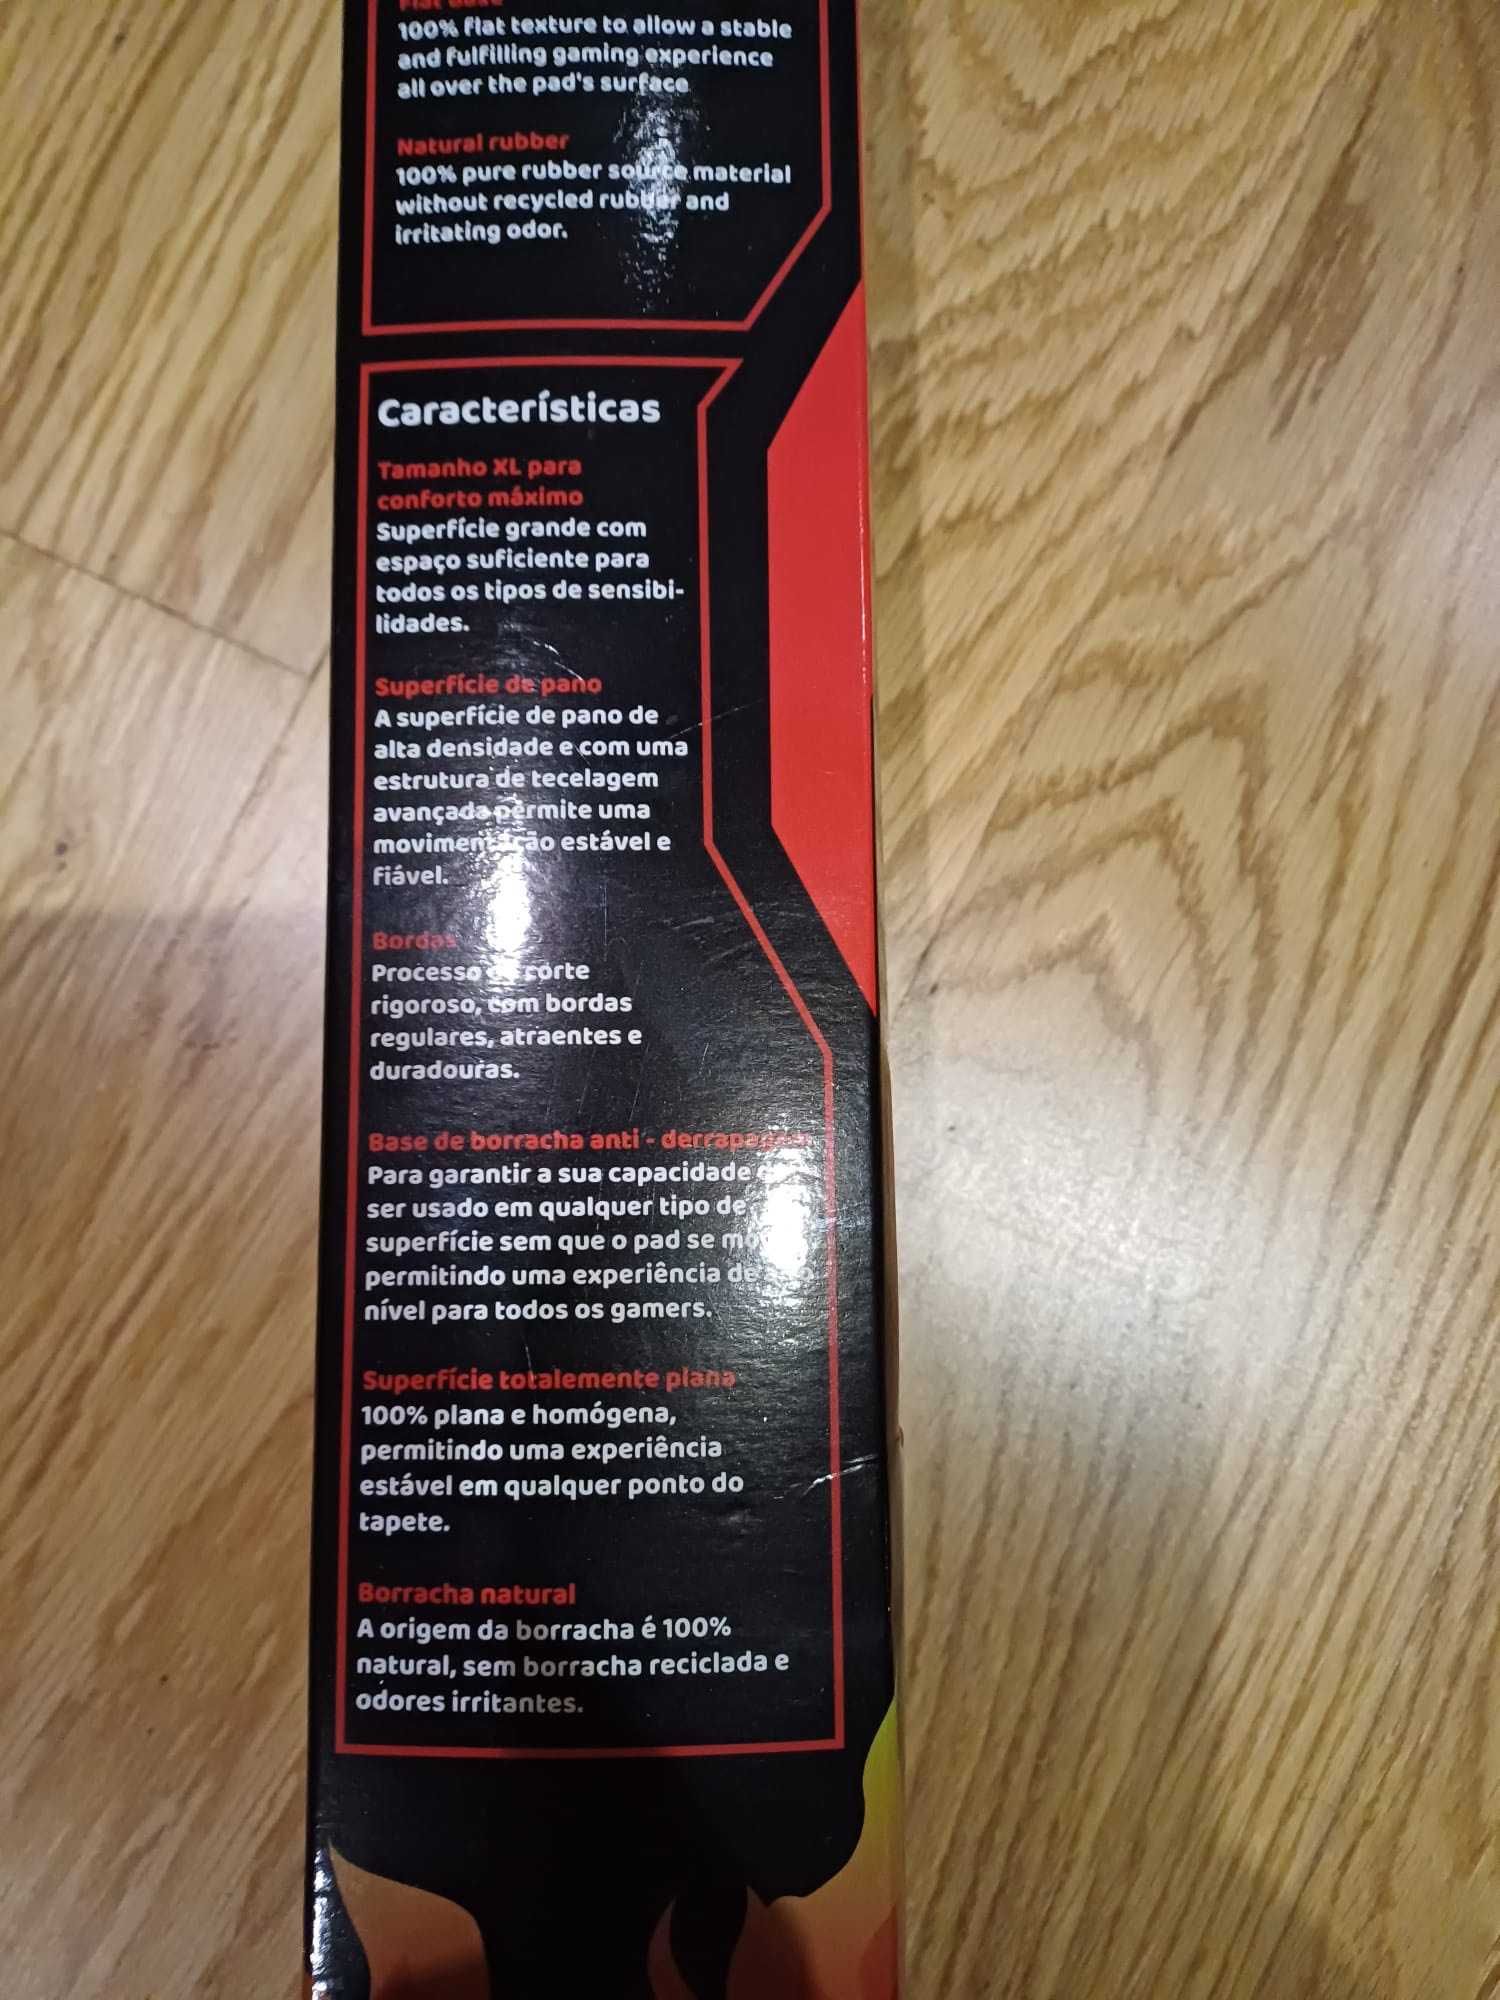 Flat base
100% flat texture to allow a stable
and fulfilling gaming experience
all over the pad's surface
Natural rubber
100% pure rubber source material
without recycled rubber and
irritating odor.
Características
Tamanho XL para
conforto máximo
Superfície grande com
espaço suficiente para
todos os tipos de sensibi-
lidades.
Superfície de pano
A superfície de pano de
alta densidade e com uma
estrutura de tecelagem
avançada permite uma
movimentação estável e
fiável.
Bordas
Processo de corte
rigoroso, com bordas
regulares, atraentes e
duradouras.
Base de borracha anti - derrapagem
Para garantir a sua capacidade
ser usado em qualquer tipo de
superfície sem que o pad se
permitindo uma experiência de
nível para todos os gamers.
Superfície totalemente plana
100% plana e homógena,
permitindo uma experiência
estável em qualquer ponto do
tapete.
Borracha natural
A origem da borracha é 100%
natural, sem borracha reciclada e
odores irritantes.